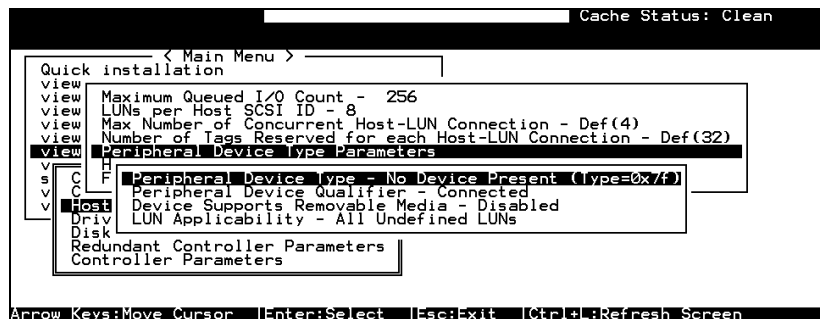 Cache Status: Clean
< Main Menu >
Quick installation
view
view Maximum Queued I/O Count - 256
view LUNs per Host SCSI ID - 8
view Max Number of Concurrent Host-LUN Connection - Def(4)
view Number of Tags Reserved for each Host-LUN Connection - Def(32)
view Peripheral Device Type Parameters
v H
s C F Peripheral Device Type - No Device Present (Type=0x7f)
v C Peripheral Device Qualifier - Connected
v Host Device Supports Removable Media - Disabled
Driv LUN Applicability - All Undefined LUNs
Disk
Redundant Controller Parameters
Controller Parameters
Arrow Keys:Move Cursor |Enter:Select |Esc:Exit |Ctrl+L:Refresh Screen